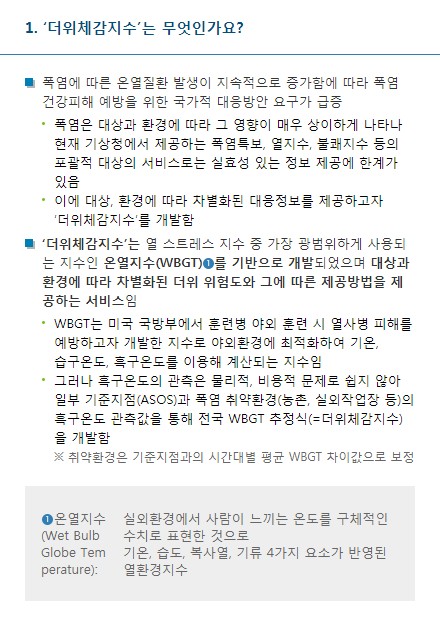 1. ‘더위체감지수’는 무엇인가요?
폭염에 따른 온열질환 발생이 지속적으로 증가함에 따라 폭염
건강피해 예방을 위한 국가적 대응방안 요구가 급증
• 폭염은 대상과 환경에 따라 그 영향이 매우 상이하게 나타나
현재 기상청에서 제공하는 폭염특보, 열지수, 불쾌지수 등의
포괄적 대상의 서비스로는 실효성 있는 정보 제공에 한계가
있음
• 이에 대상, 환경에 따라 차별화된 대응정보를 제공하고자
‘더위체감지수’를 개발함
‘더위체감지수’는 열 스트레스 지수 중 가장 광범위하게 사용되
는 지수인 온열지수(WBGT)❶를 기반으로 개발되었으며 대상과
환경에 따라 차별화된 더위 위험도와 그에 따른 제공방법을 제
공하는 서비스임
• WBGT는 미국 국방부에서 훈련병 야외 훈련 시 열사병 피해를
예방하고자 개발한 지수로 야외환경에 최적화하여 기온,
습구온도, 흑구온도를 이용해 계산되는 지수임
• 그러나 흑구온도의 관측은 물리적, 비용적 문제로 쉽지 않아
일부 기준지점(ASOS)과 폭염 취약환경(농촌, 실외작업장 등)의
흑구온도 관측값을 통해 전국 WBGT 추정식(=더위체감지수)
을 개발함
※ 취약환경은 기준지점과의 시간대별 평균 WBGT 차이값으로 보정
❶온열지수
(Wet Bulb
Globe Tem
perature):
실외환경에서 사람이 느끼는 온도를 구체적인
수치로 표현한 것으로
기온, 습도, 복사열, 기류 4가지 요소가 반영된
열환경지수